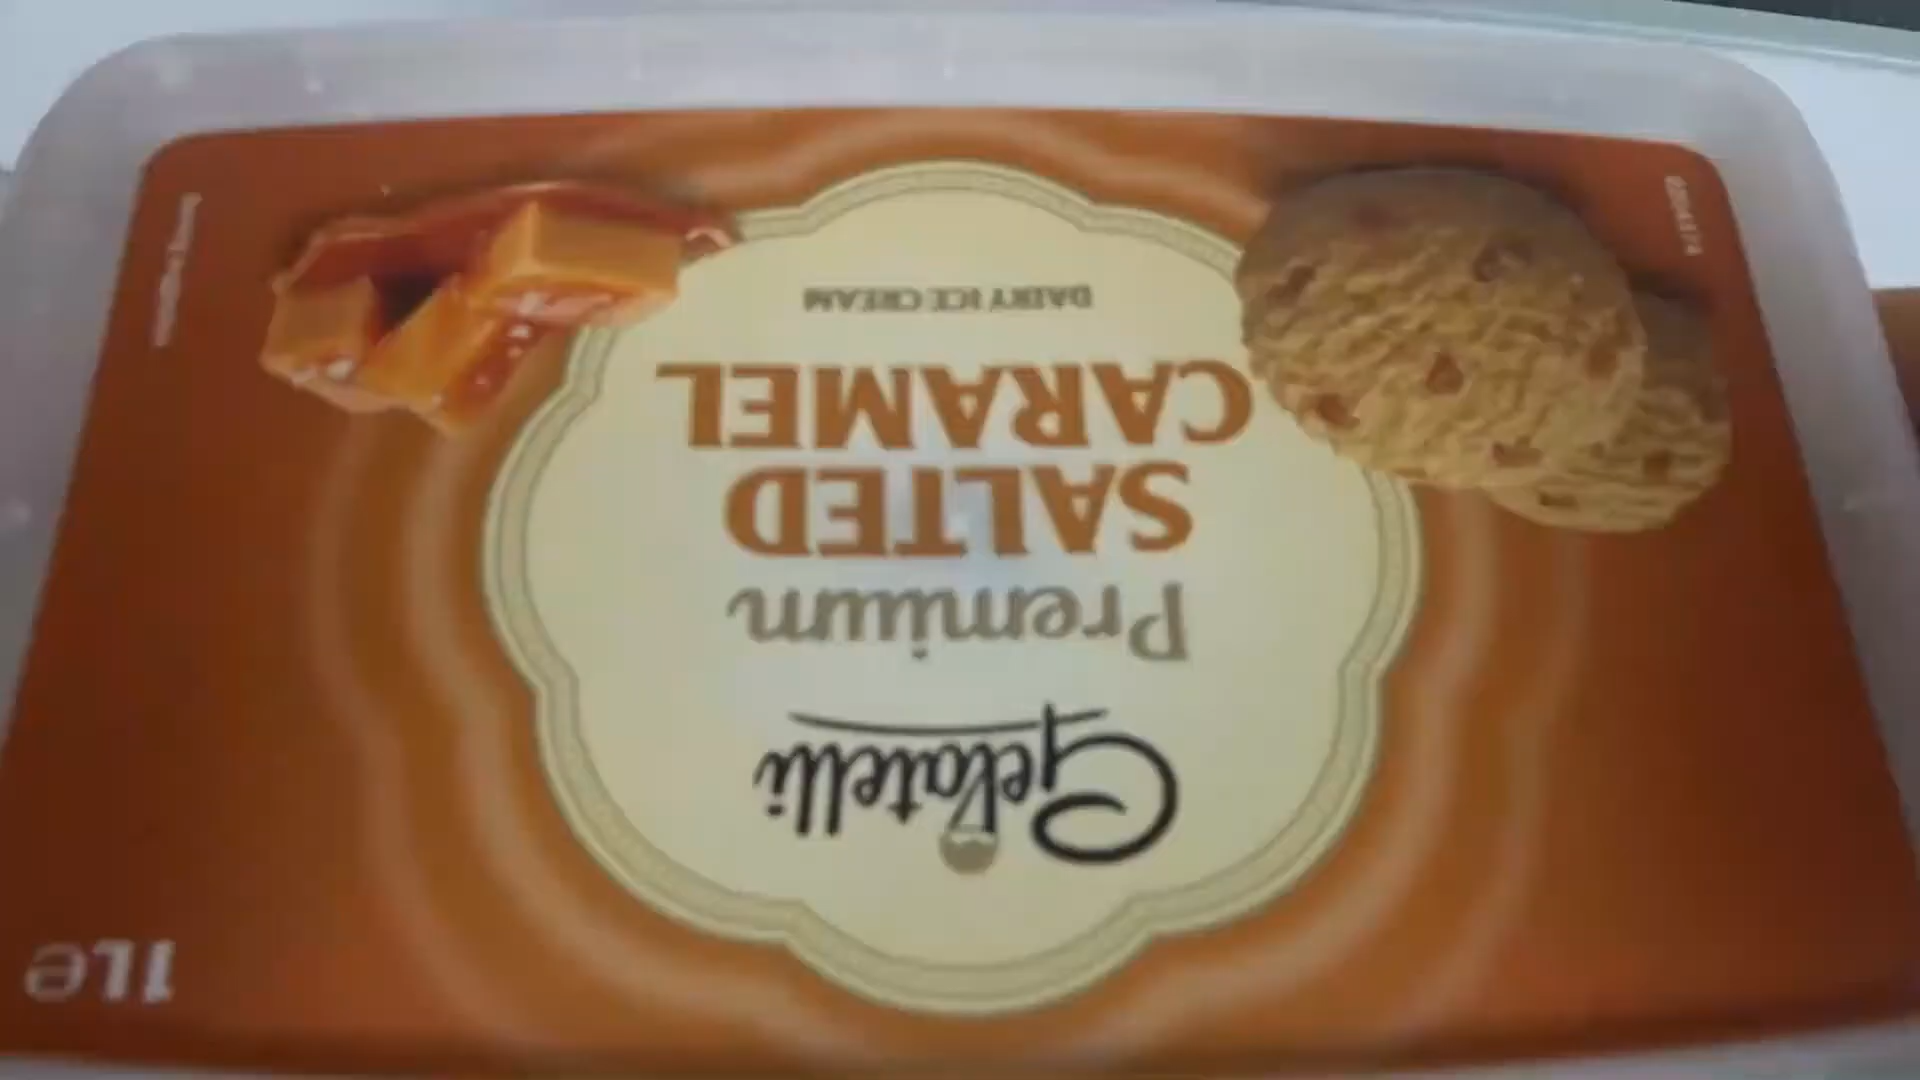 Gelatelli
Premium
SALTED
CARAMEL
DAIRY ICE CREAM
1Le